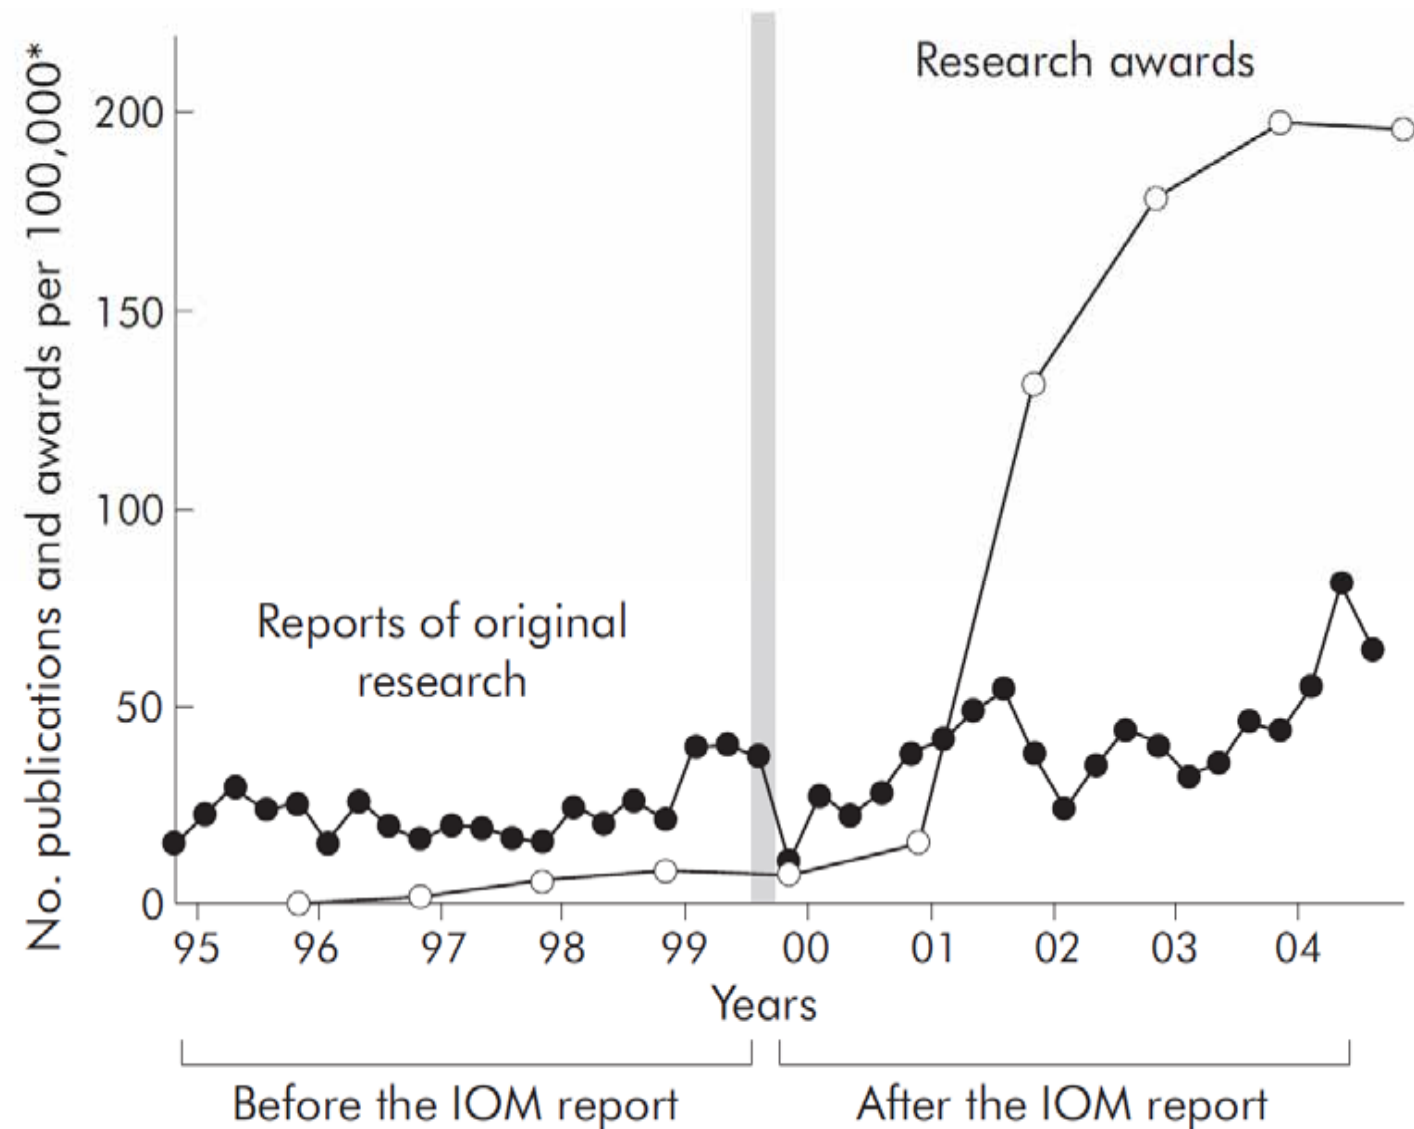 No. publications and awards per 100,000*
200
150
100
50
0
Research awards
Reports of original
research
95 96 97 98 99 00 01 02 03 04
Years
Before the IOM report
After the IOM report